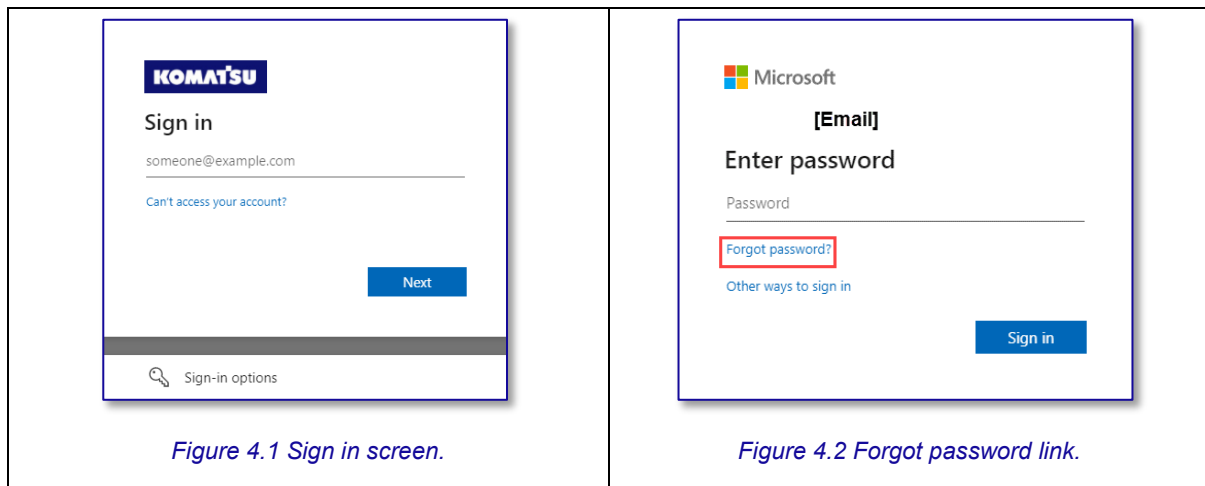 KOMATSU
Sign in
someone@example.com
Can't access your account?
Next
Sign-in options
Figure 4.1 Sign in screen.
Microsoft
[Email]
Enter password
Password
Forgot password?
Other ways to sign in
Sign in
Figure 4.2 Forgot password link.